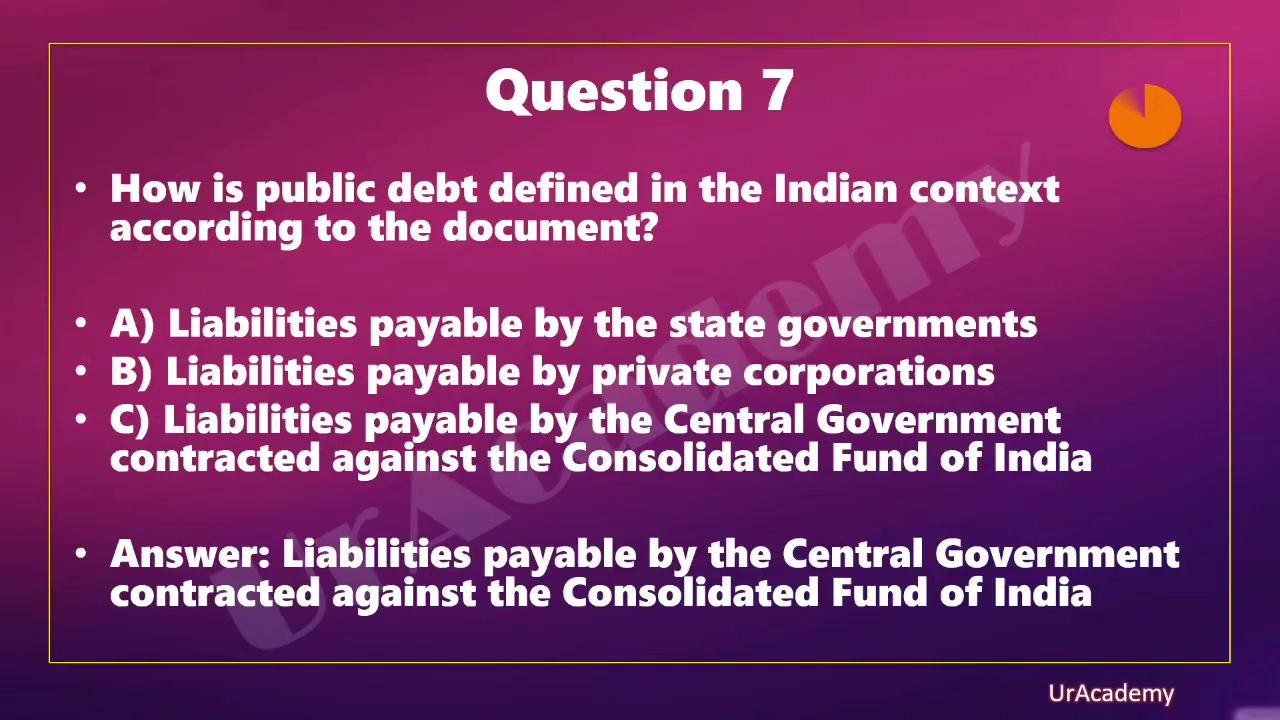 Question 7
• How is public debt defined in the Indian context
according to the document?
• A) Liabilities payable by the state governments
• B) Liabilities payable by private corporations
• C) Liabilities payable by the Central Government
contracted against the Consolidated Fund of India
• Answer: Liabilities payable by the Central Government
contracted against the Consolidated Fund of India
UrAcademy
UrAcademy